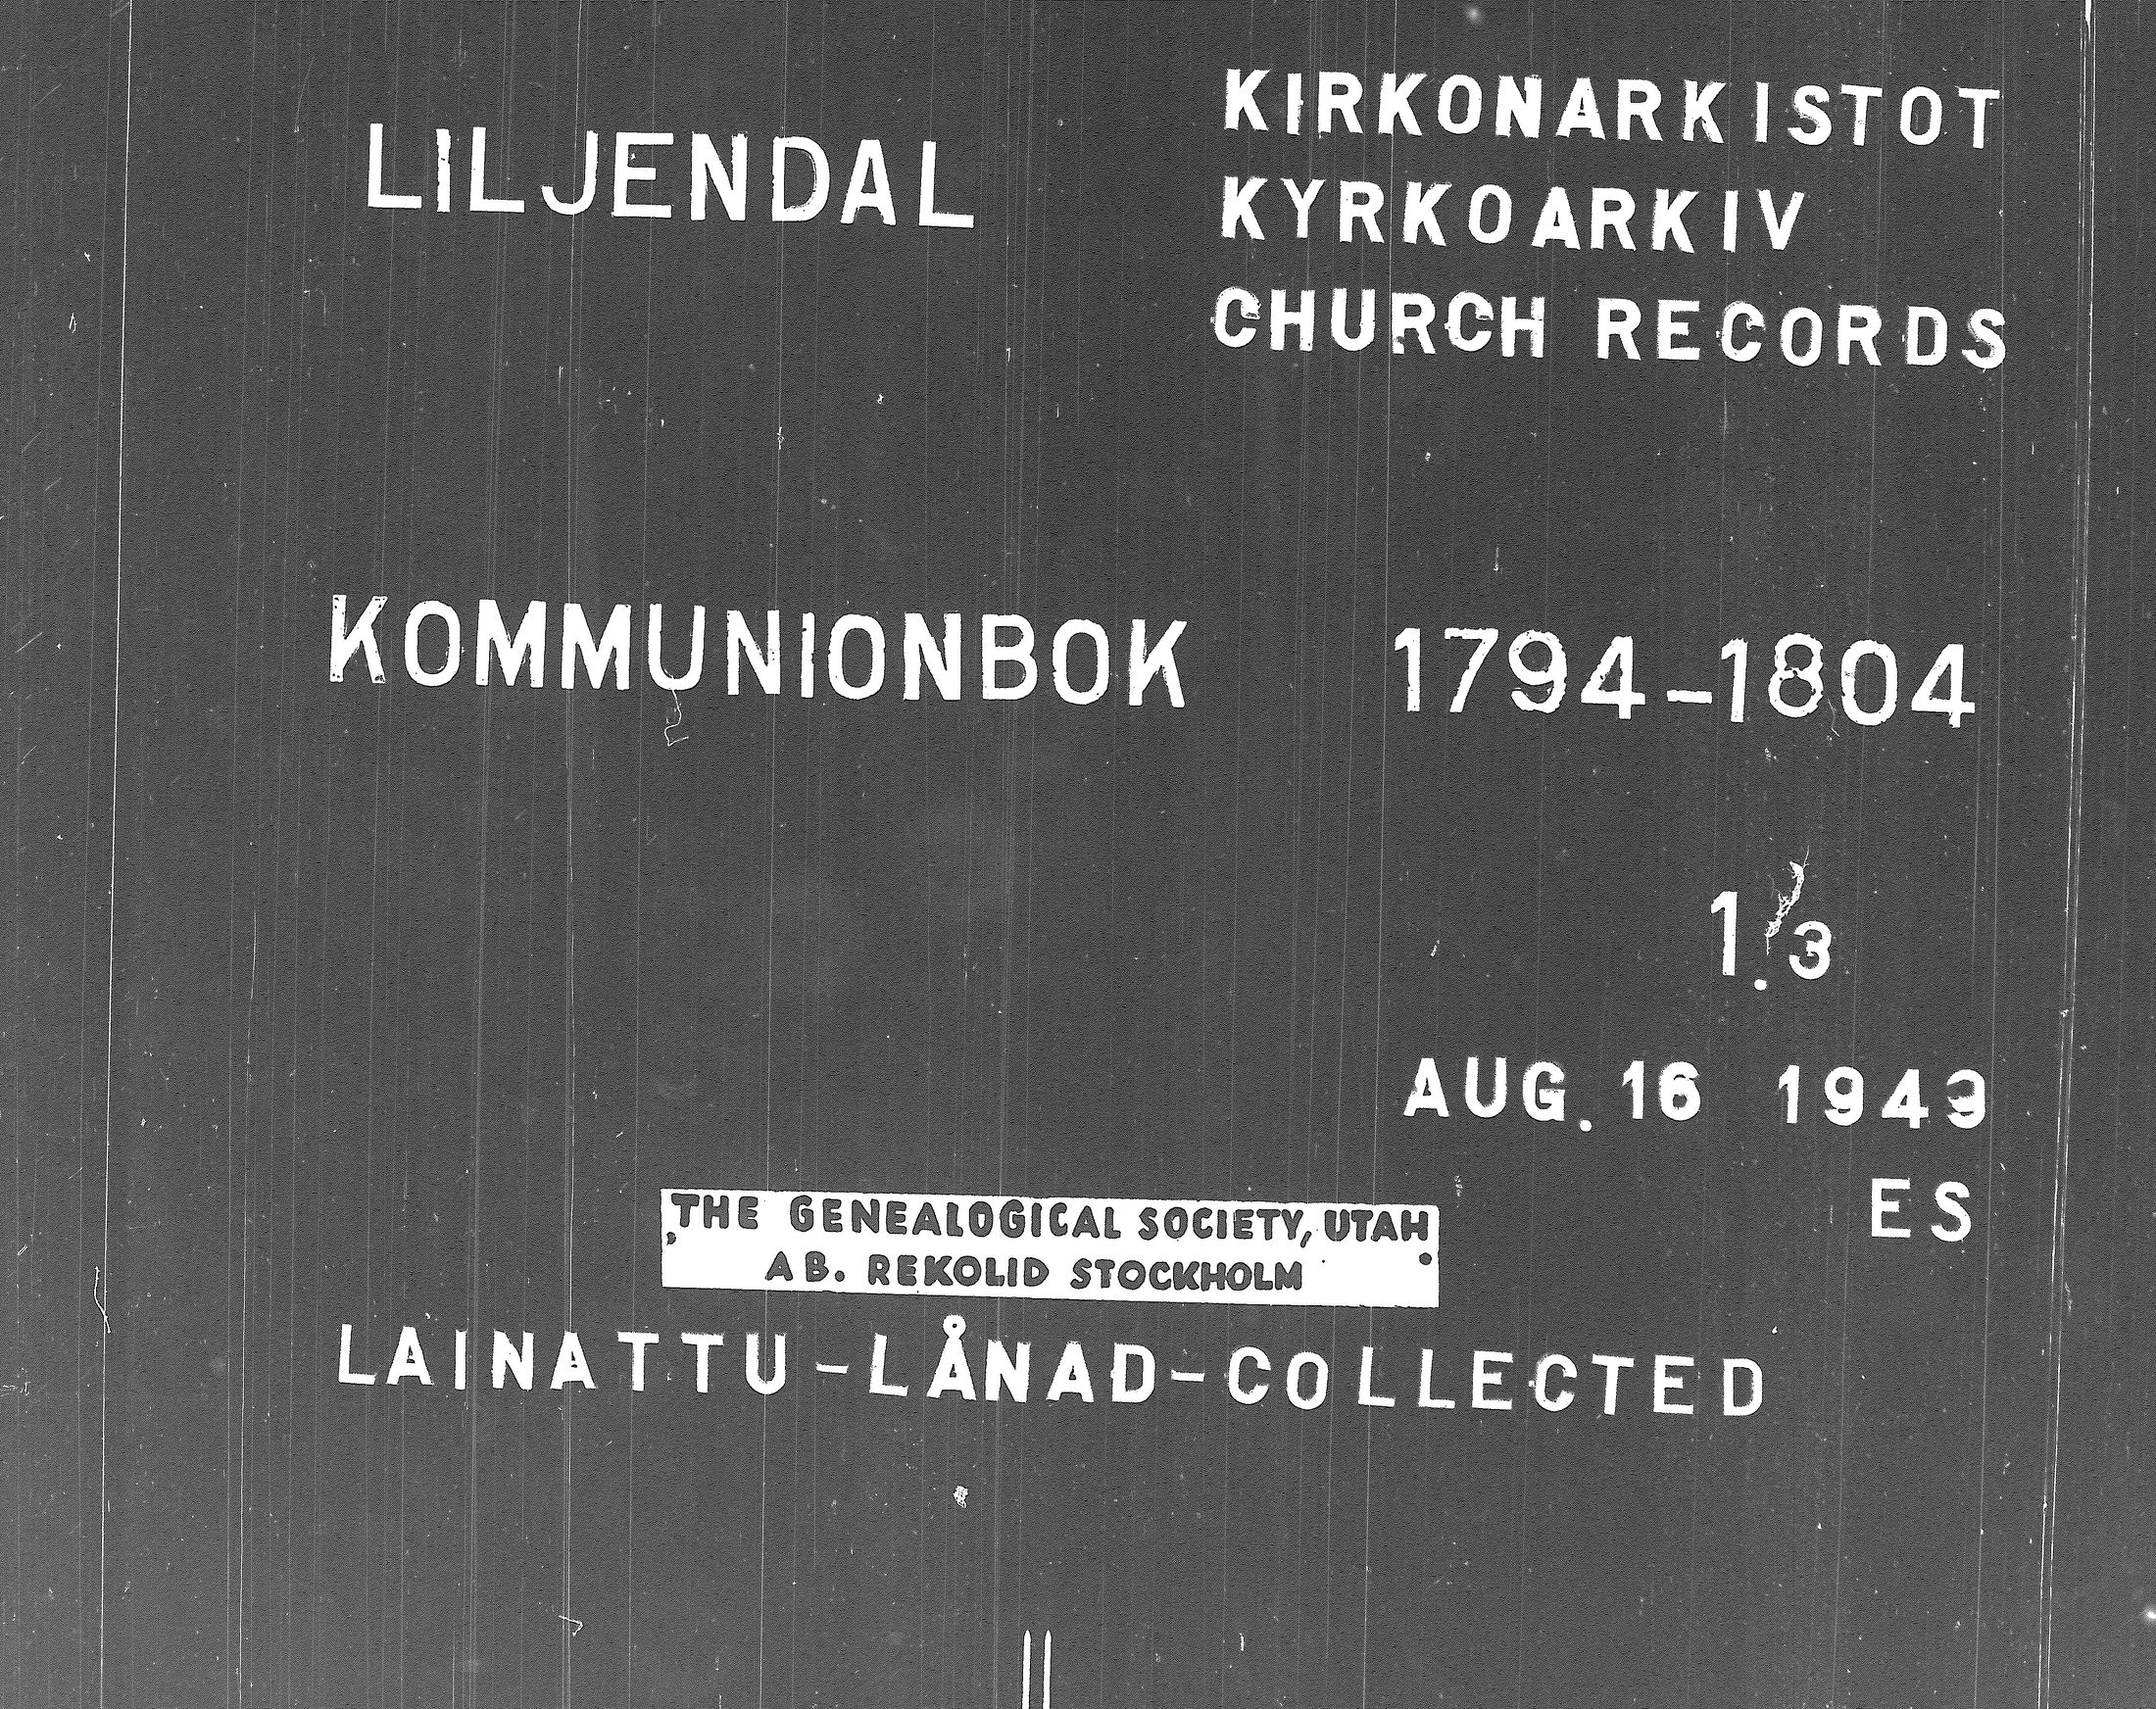 LILJENDAL
KIRKONARKISTOT
KYRKOARKIV
CHURCH RECORDS
KOMMUNIONBOK 1794-1804
1.3
AUG. 16 1949
ES
THE GENEALOGICAL SOCIETY, UTAH
AB. REKOLID STOCKHOLM
LAINATTU-LÅNAD-COLLECTED